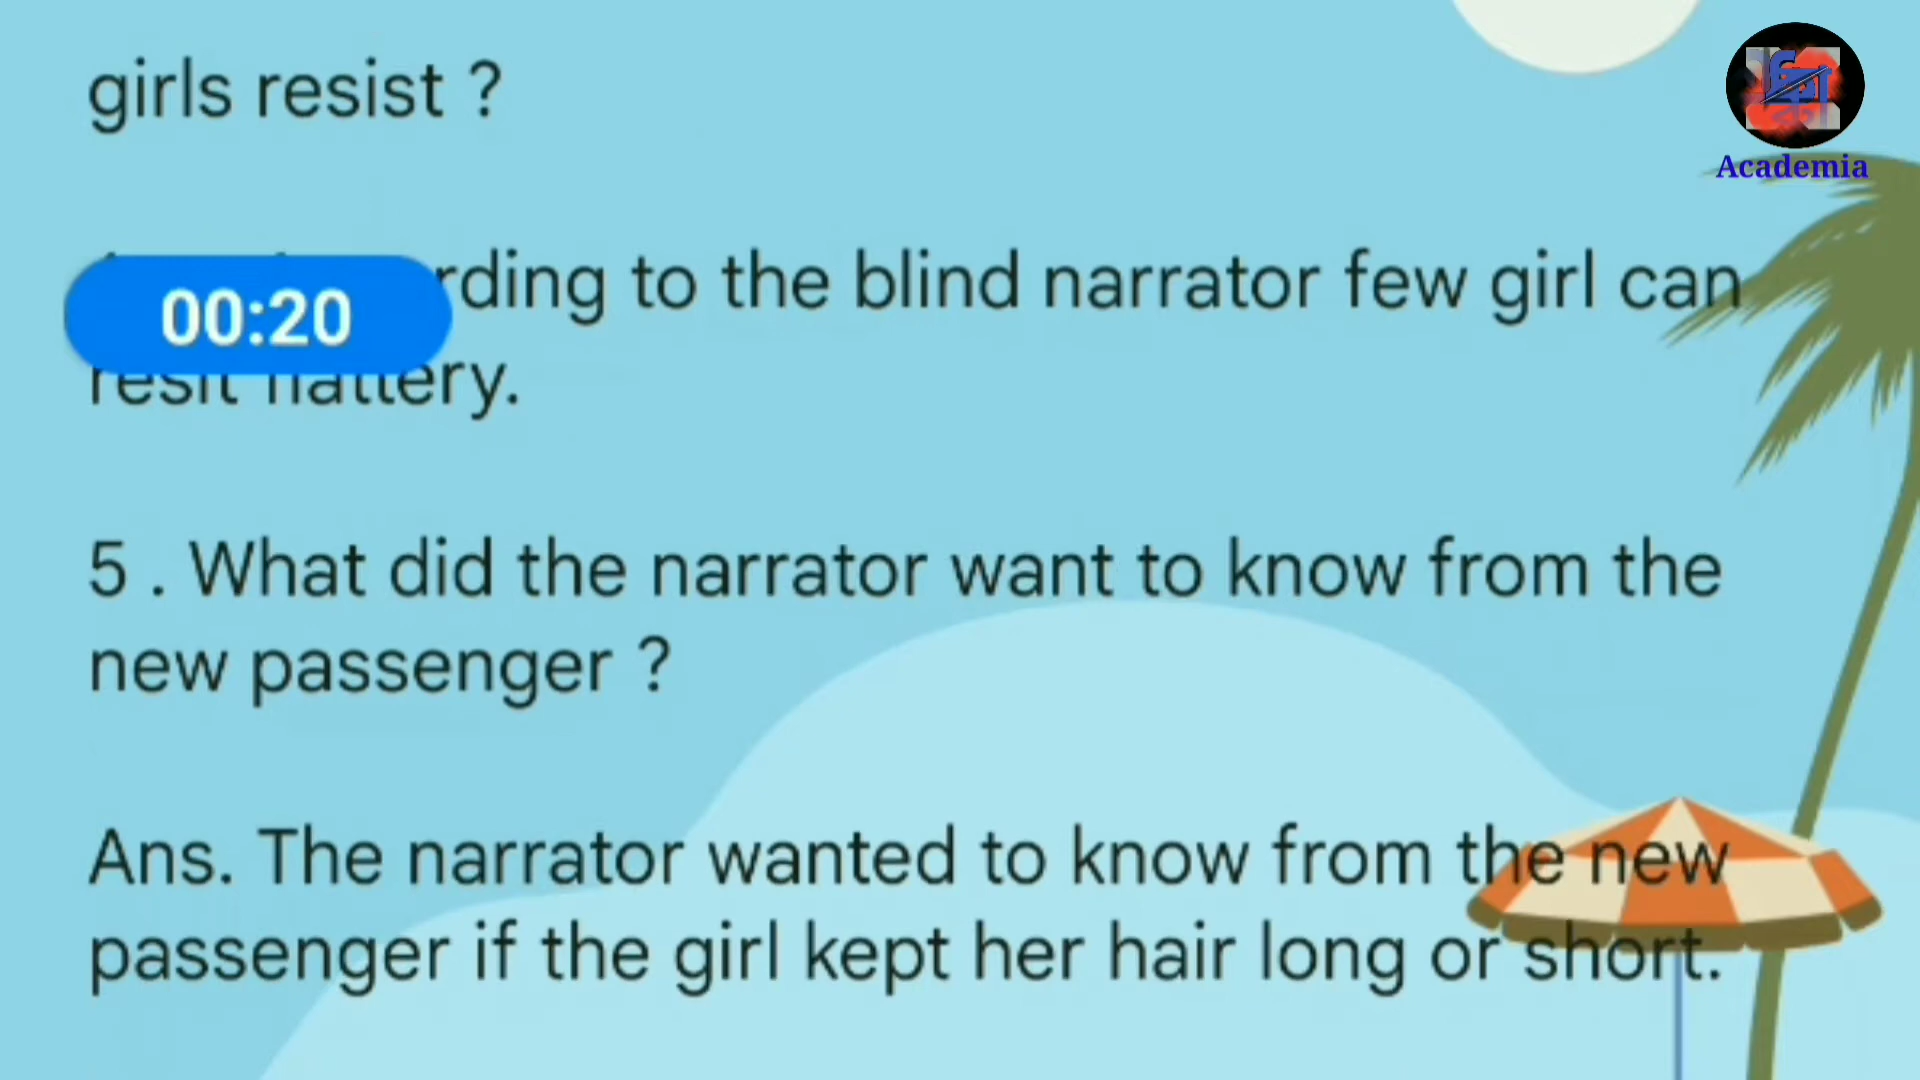 girls resist ?
Academia
rding to the blind narrator few girl can
00:20
resit flattery.
5 . What did the narrator want to know from the
new passenger ?
Ans. The narrator wanted to know from the new
passenger if the girl kept her hair long or short.